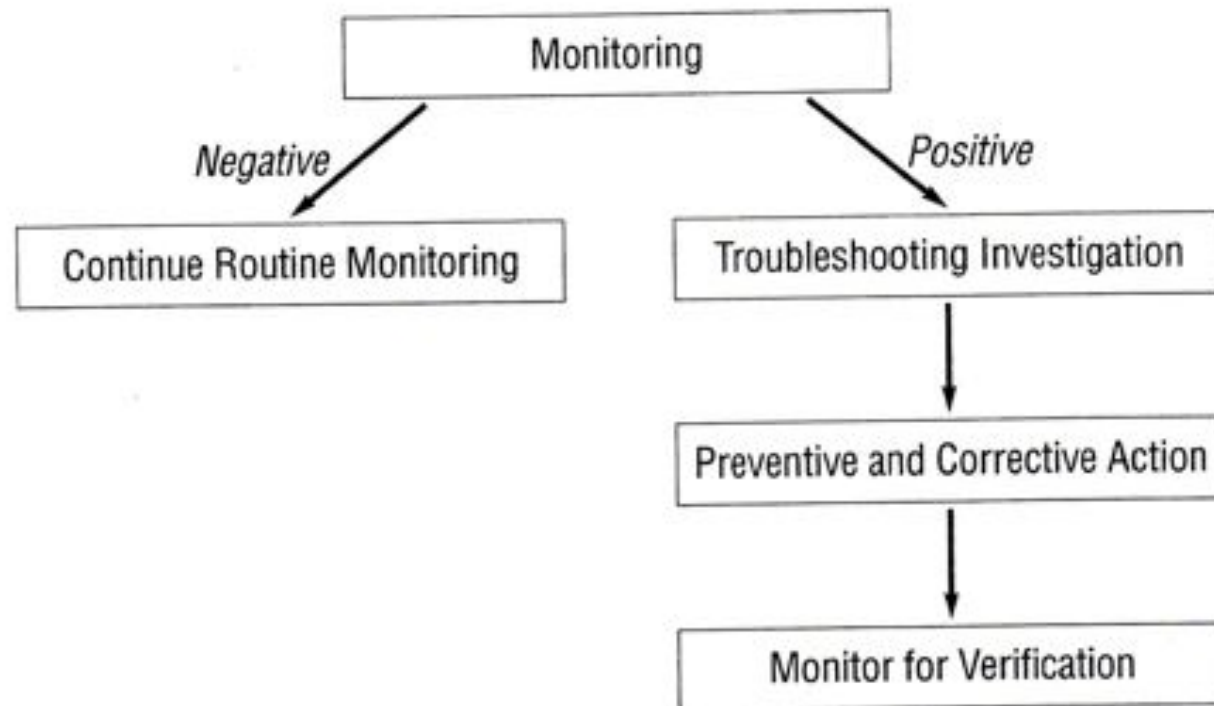 Monitoring
Negative
Positive
Continue Routine Monitoring
Troubleshooting Investigation
Preventive and Corrective Action
Monitor for Verification